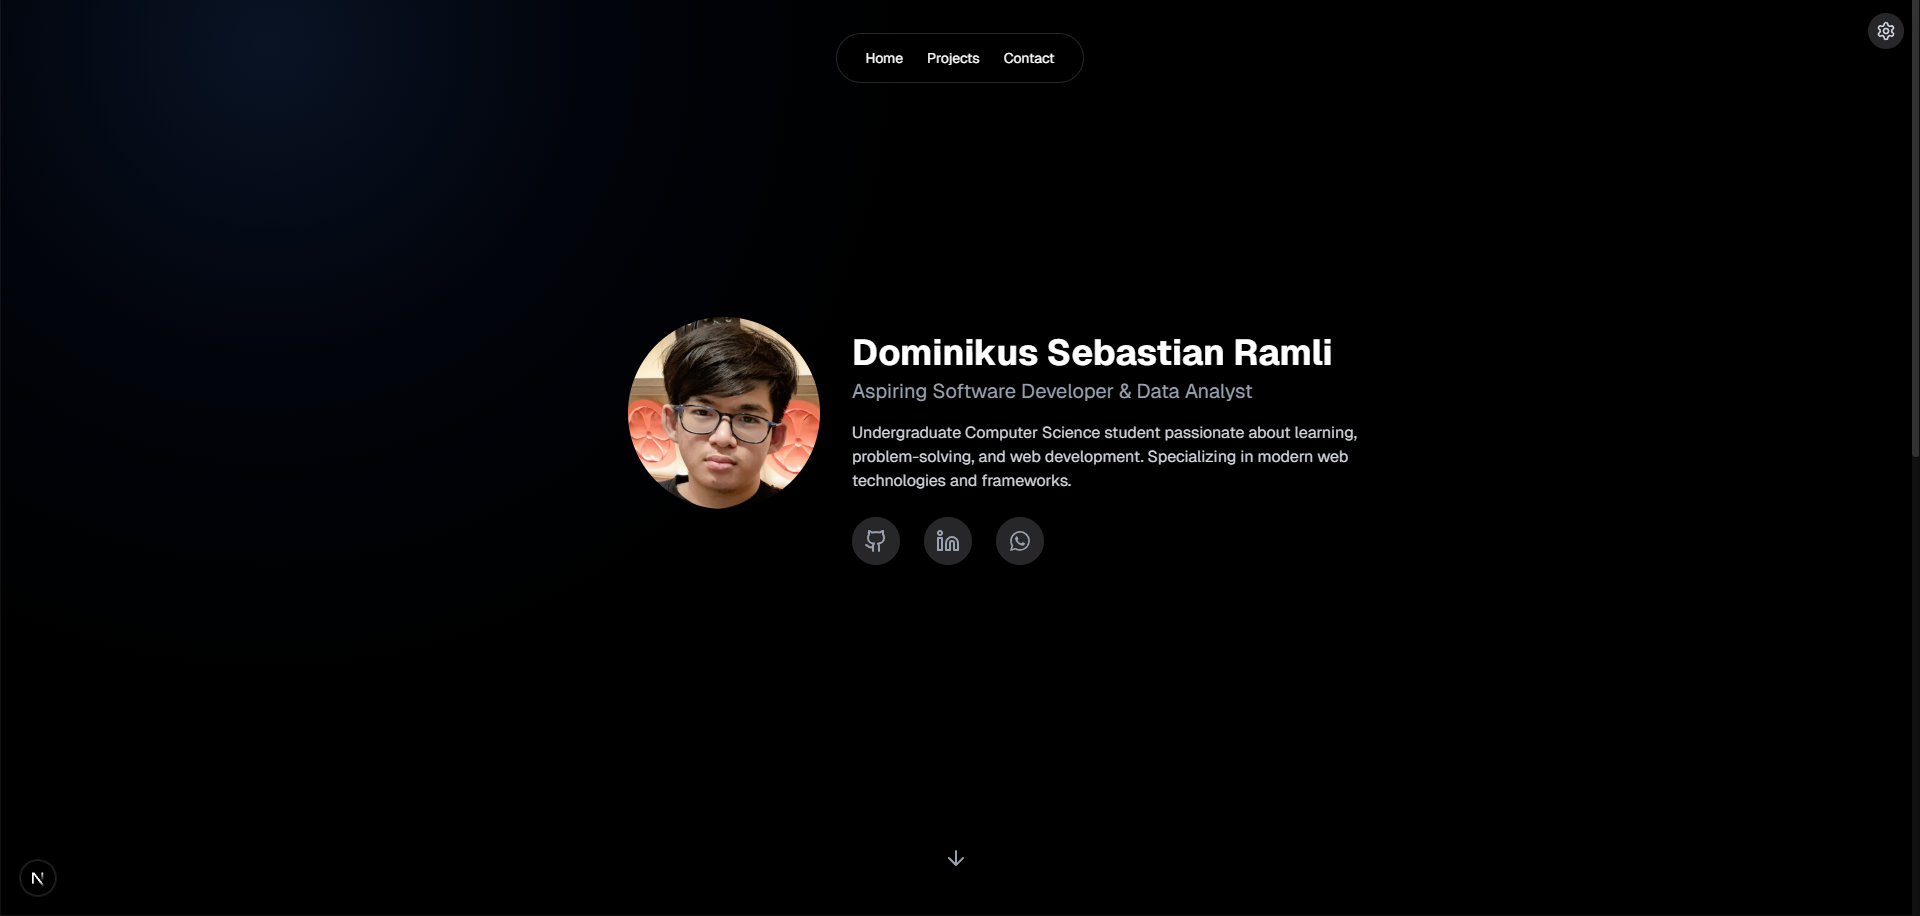 Home Projects Contact
Dominikus Sebastian Ramli
Aspiring Software Developer & Data Analyst
Undergraduate Computer Science student passionate about learning,
problem-solving, and web development. Specializing in modern web
technologies and frameworks.
in
N